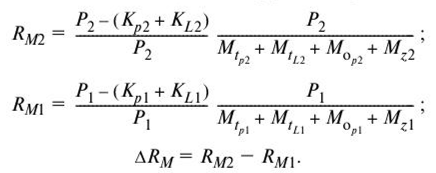 R_{M2} = \frac{P_2 - (K_{p2} + K_{L2})}{P_2} \frac{P_2}{M_{t_{p2}} + M_{t_{L2}} + M_{o_{p2}} + M_{z2}} ;
R_{M1} = \frac{P_1 - (K_{p1} + K_{L1})}{P_1} \frac{P_1}{M_{t_{p1}} + M_{t_{L1}} + M_{o_{p1}} + M_{z1}} ;
\Delta R_M = R_{M2} - R_{M1}.